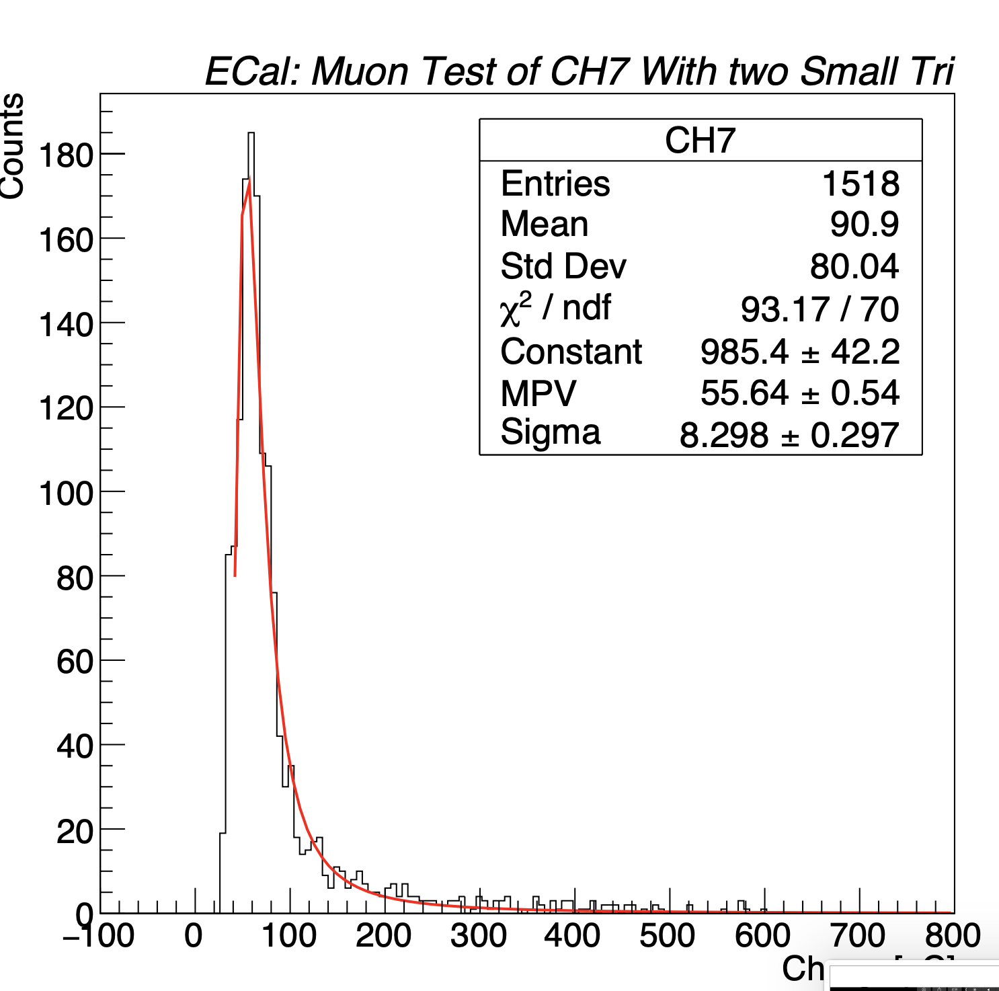 ECal: Muon Test of CH7 With two Small Tri
Counts
CH7
Entries 1518
Mean 90.9
Std Dev 80.04
χ² / ndf 93.17 / 70
Constant 985.4 ± 42.2
MPV 55.64 ± 0.54
Sigma 8.298 ± 0.297
180
160
140
120
100
80
60
40
20
0
−100 0 100 200 300 400 500 600 700 800